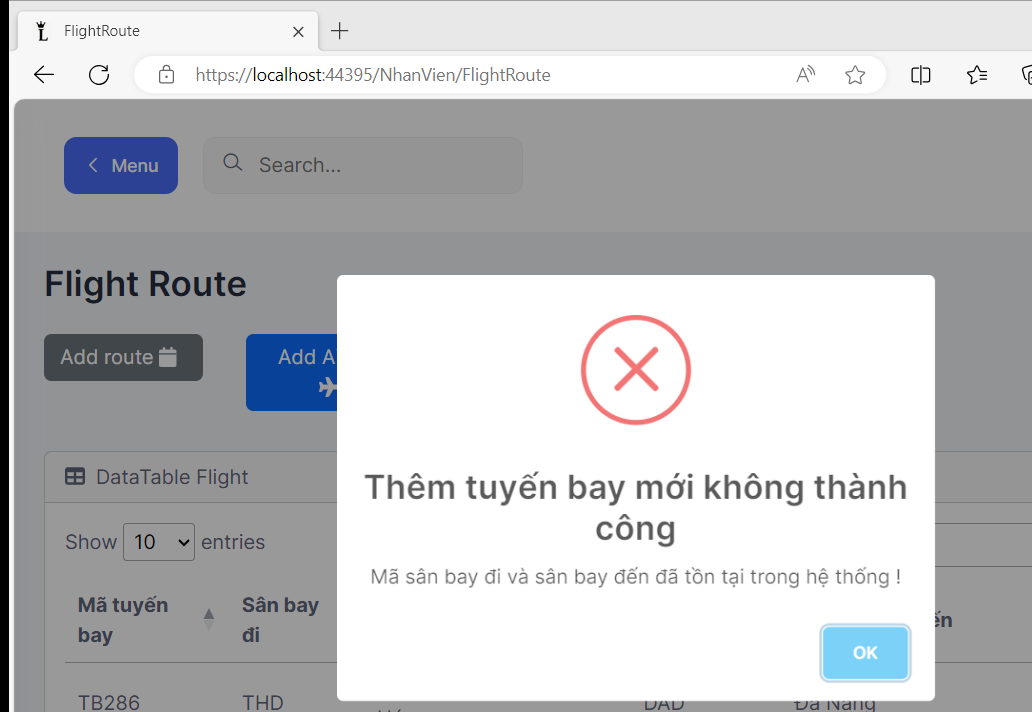 FlightRoute
https://localhost:44395/NhanVien/FlightRoute
Menu
Search...
Flight Route
Add route
Add A
DataTable Flight
Show 10 entries
Thêm tuyến bay mới không thành
công
Mã sân bay đi và sân bay đến đã tồn tại trong hệ thống !
OK
Mã tuyến
bay
Sân bay
đi
ến
TB286
THD
DAD
Đà Nẵng